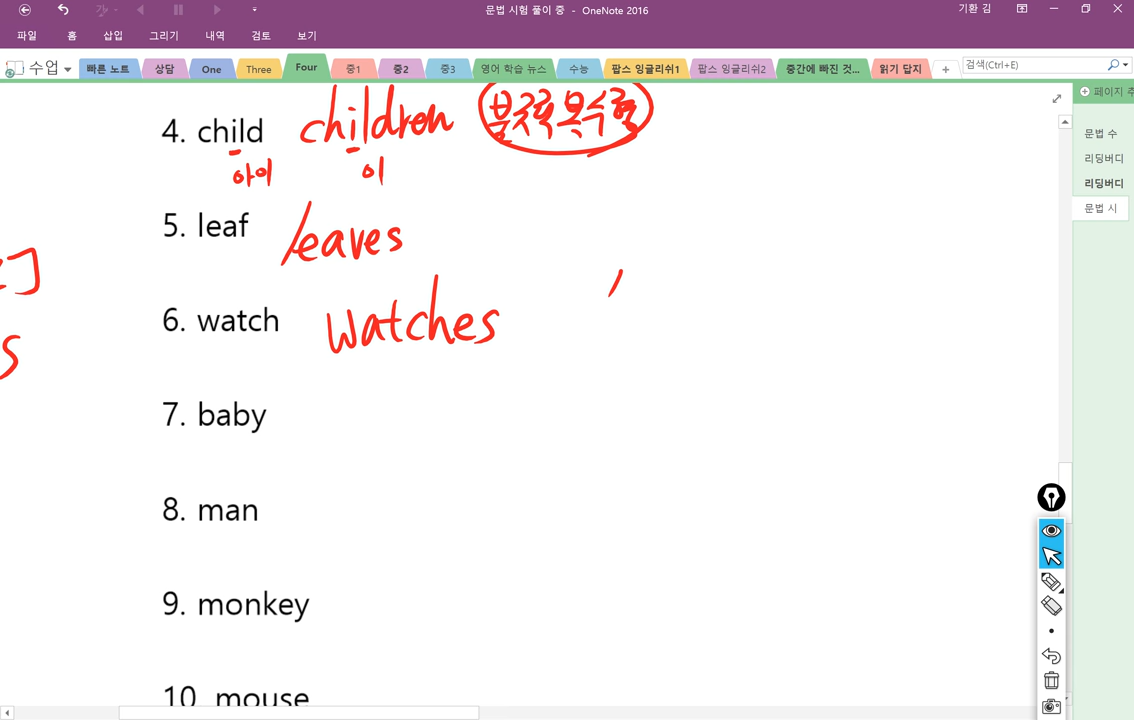 문법 시험 풀이 중 - OneNote 2016
기환 김
파일 홈 삽입 그리기 내역 검토 보기
수업 빠른 노트 상담 One Three Four 중1 중2 중3 영어 학습 뉴스 수능 팝스 잉글리쉬1 팝스 잉글리쉬2 중간에 빠진 것... 읽기 답지 + 검색(Ctrl+E)
페이지 추
문법 수
리딩버디
리딩버디
문법 시
4. child children 불규칙 복수형
아이 이
5. leaf leaves
6. watch watches
s
7. baby
8. man
9. monkey
10. mouse